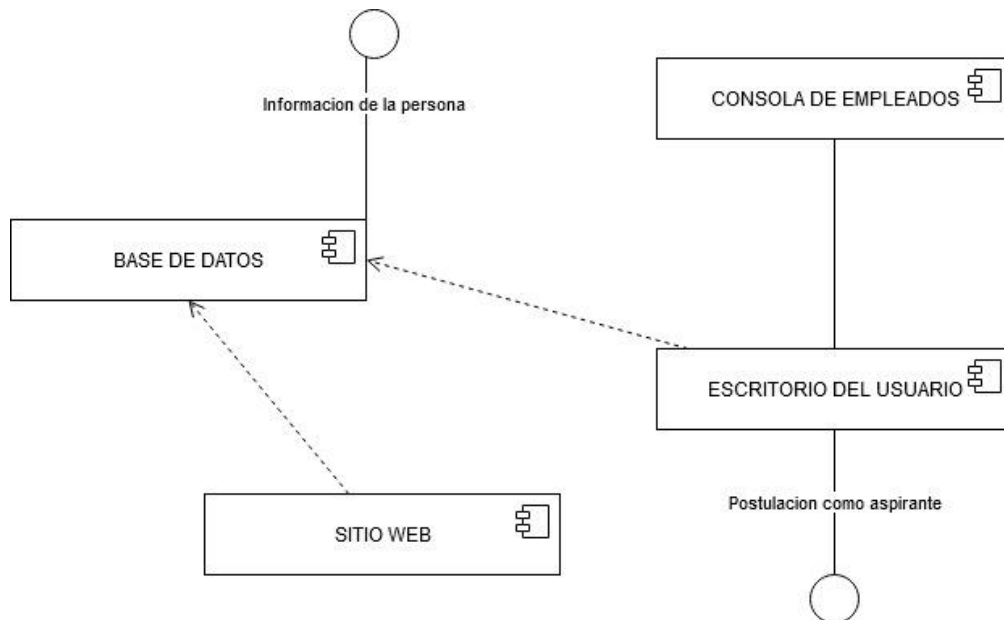 Informacion de la persona
CONSOLA DE EMPLEADOS
BASE DE DATOS
ESCRITORIO DEL USUARIO
Postulacion como aspirante
SITIO WEB